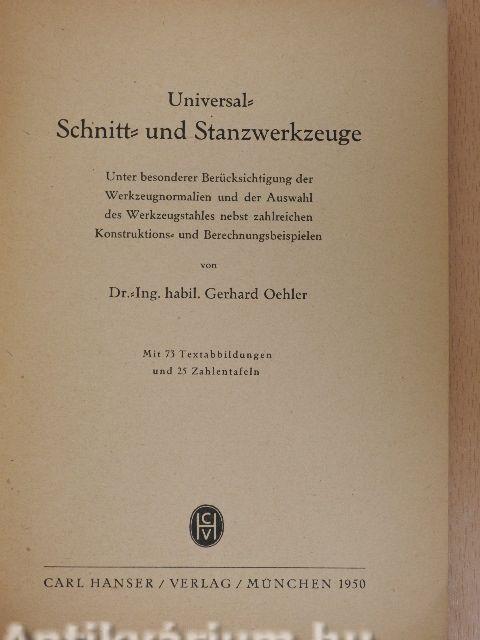 Universal-
Schnitt- und Stanzwerkzeuge
Unter besonderer Berücksichtigung der
Werkzeugnormalien und der Auswahl
des Werkzeugstahles nebst zahlreichen
Konstruktions- und Berechnungsbeispielen
von
Dr.-Ing. habil. Gerhard Oehler
Mit 73 Textabbildungen
und 25 Zahlentafeln
CHV
CARL HANSER / VERLAG / MÜNCHEN 1950
Antikvárium.hu